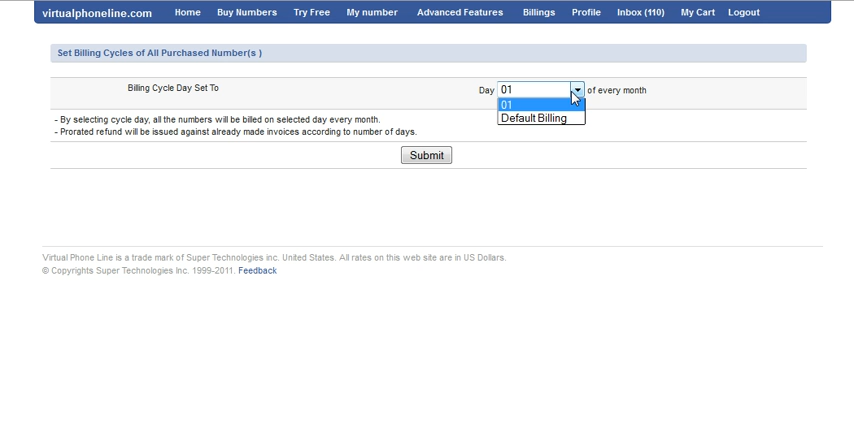 virtualphoneline.com Home Buy Numbers Try Free My number Advanced Features Billings Profile Inbox (110) My Cart Logout
Set Billing Cycles of All Purchased Number(s )
Billing Cycle Day Set To Day 01 of every month
01
Default Billing
- By selecting cycle day, all the numbers will be billed on selected day every month.
- Prorated refund will be issued against already made invoices according to number of days.
Submit
Virtual Phone Line is a trade mark of Super Technologies inc. United States. All rates on this web site are in US Dollars.
© Copyrights Super Technologies Inc. 1999-2011. Feedback